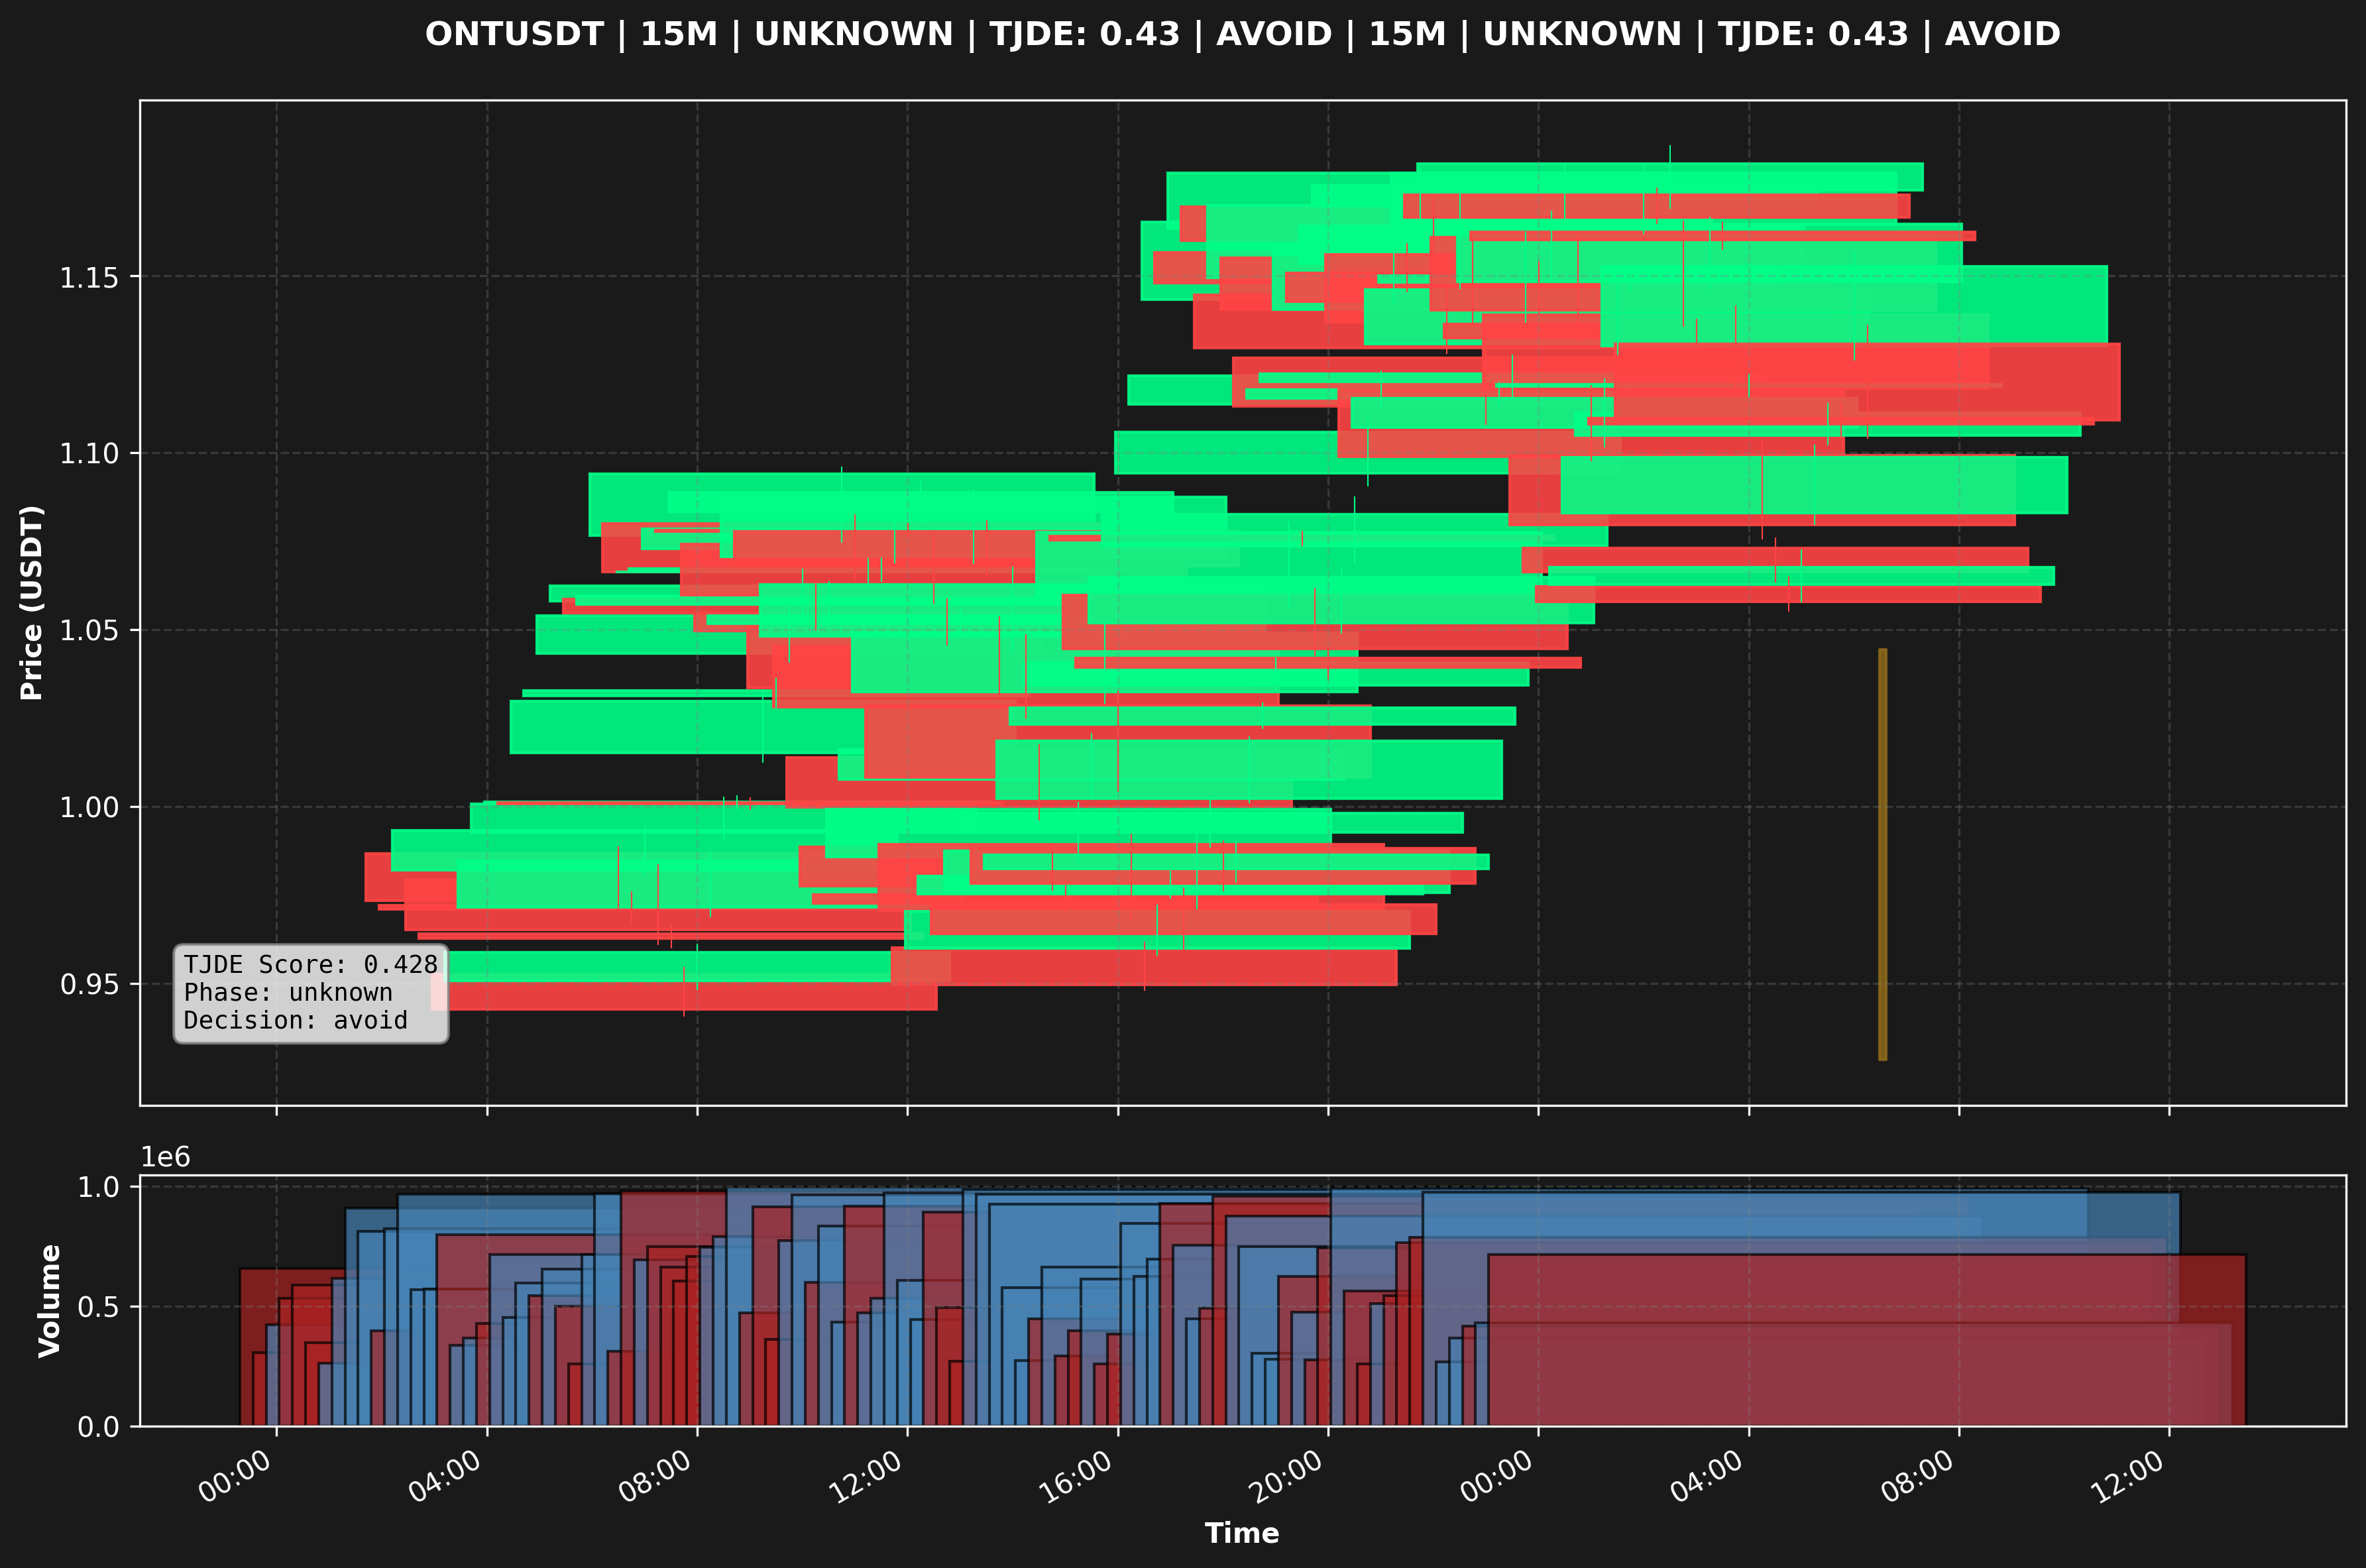 ONTUSDT | 15M | UNKNOWN | TJDE: 0.43 | AVOID | 15M | UNKNOWN | TJDE: 0.43 | AVOID
Price (USDT)
1.15
1.10
1.05
1.00
0.95
TJDE Score: 0.428
Phase: unknown
Decision: avoid
1e6
Volume
1.0
0.5
0.0
00:00 04:00 08:00 12:00 16:00 20:00 00:00 04:00 08:00 12:00
Time